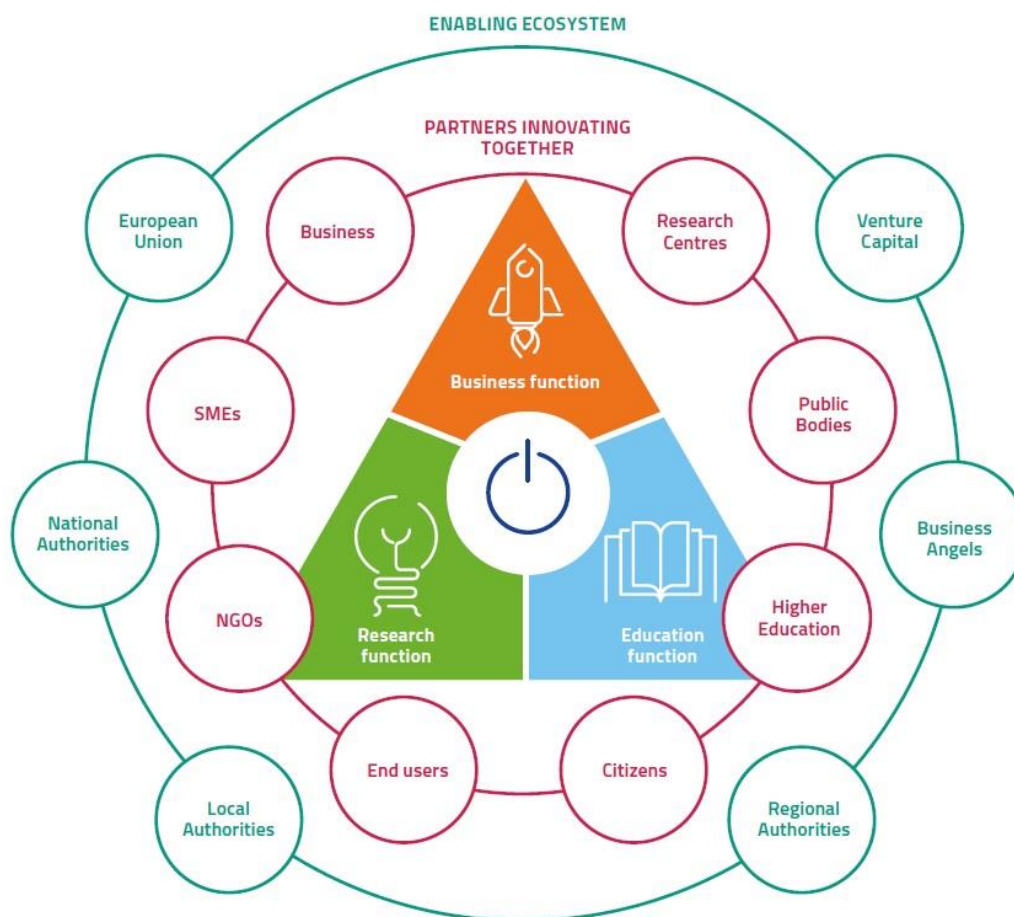 ENABLING ECOSYSTEM
PARTNERS INNOVATING
TOGETHER
European
Union
Business
Research
Centres
Venture
Capital
Business function
SMEs
Public
Bodies
National
Authorities
Business
Angels
NGOs
Research
function
Education
function
Higher
Education
End users
Citizens
Local
Authorities
Regional
Authorities